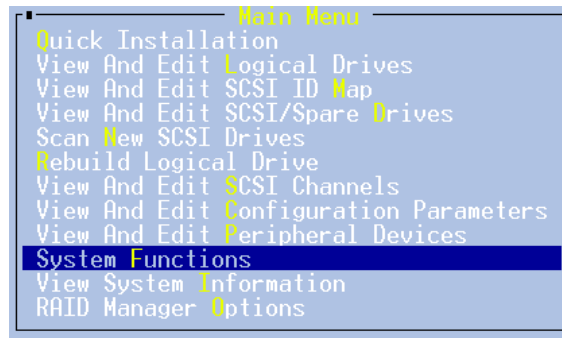 Main Menu
Quick Installation
View And Edit Logical Drives
View And Edit SCSI ID Map
View And Edit SCSI/Spare Drives
Scan New SCSI Drives
Rebuild Logical Drive
View And Edit SCSI Channels
View And Edit Configuration Parameters
View And Edit Peripheral Devices
System Functions
View System Information
RAID Manager Options